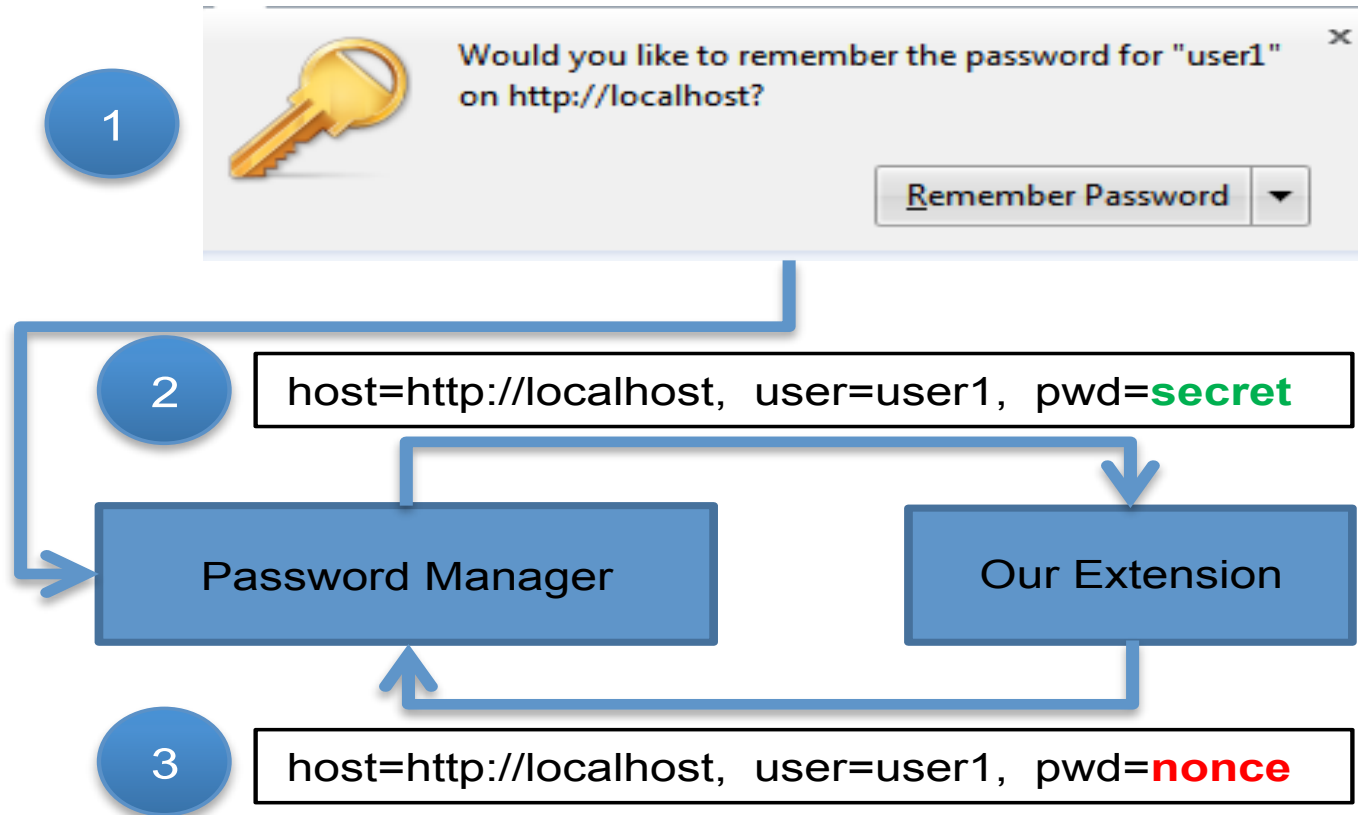 1
Would you like to remember the password for "user1"
on http://localhost?
Remember Password
2
host=http://localhost, user=user1, pwd=secret
Password Manager
Our Extension
3
host=http://localhost, user=user1, pwd=nonce